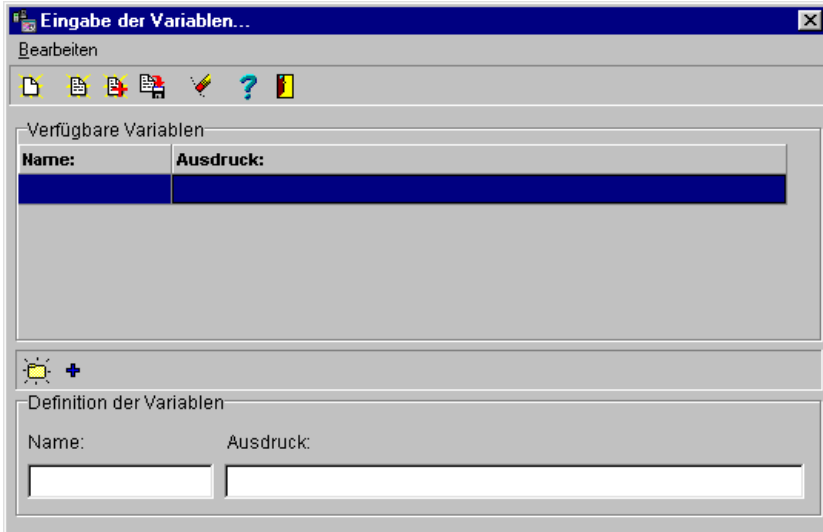 Eingabe der Variablen...
Bearbeiten
Verfügbare Variablen
Name: Ausdruck:
Definition der Variablen
Name: Ausdruck: